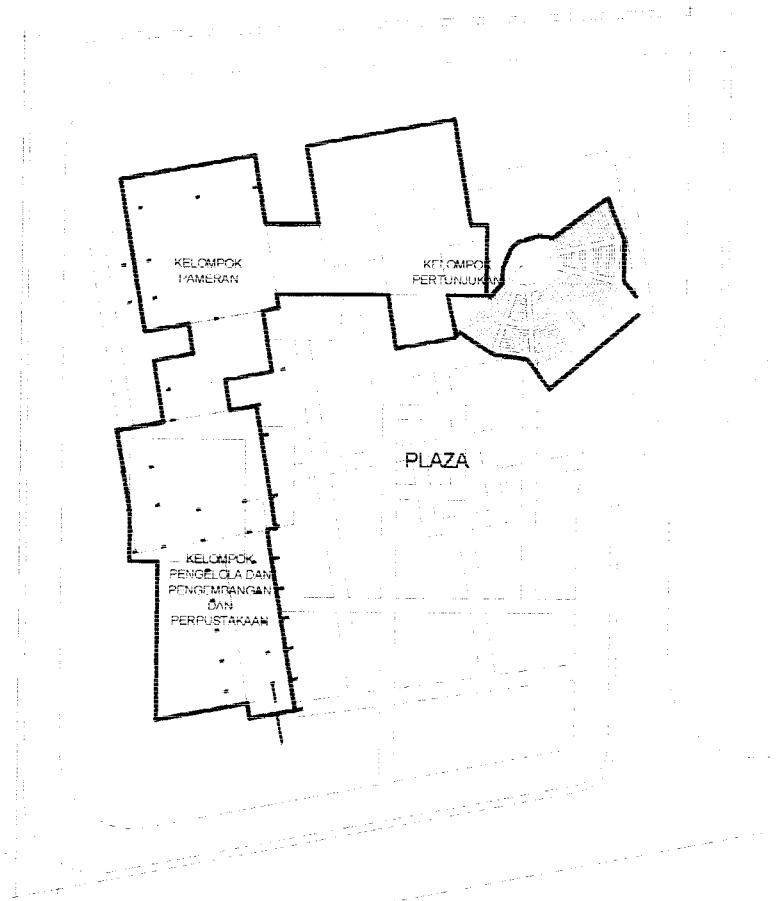 KELOMPOK
PAMERAN
KELOMPOK
PERTUNJUKAN
PLAZA
KELOMPOK
PENGELOLA DAN
PENGEMBANGAN
DAN
PERPUSTAKAAN